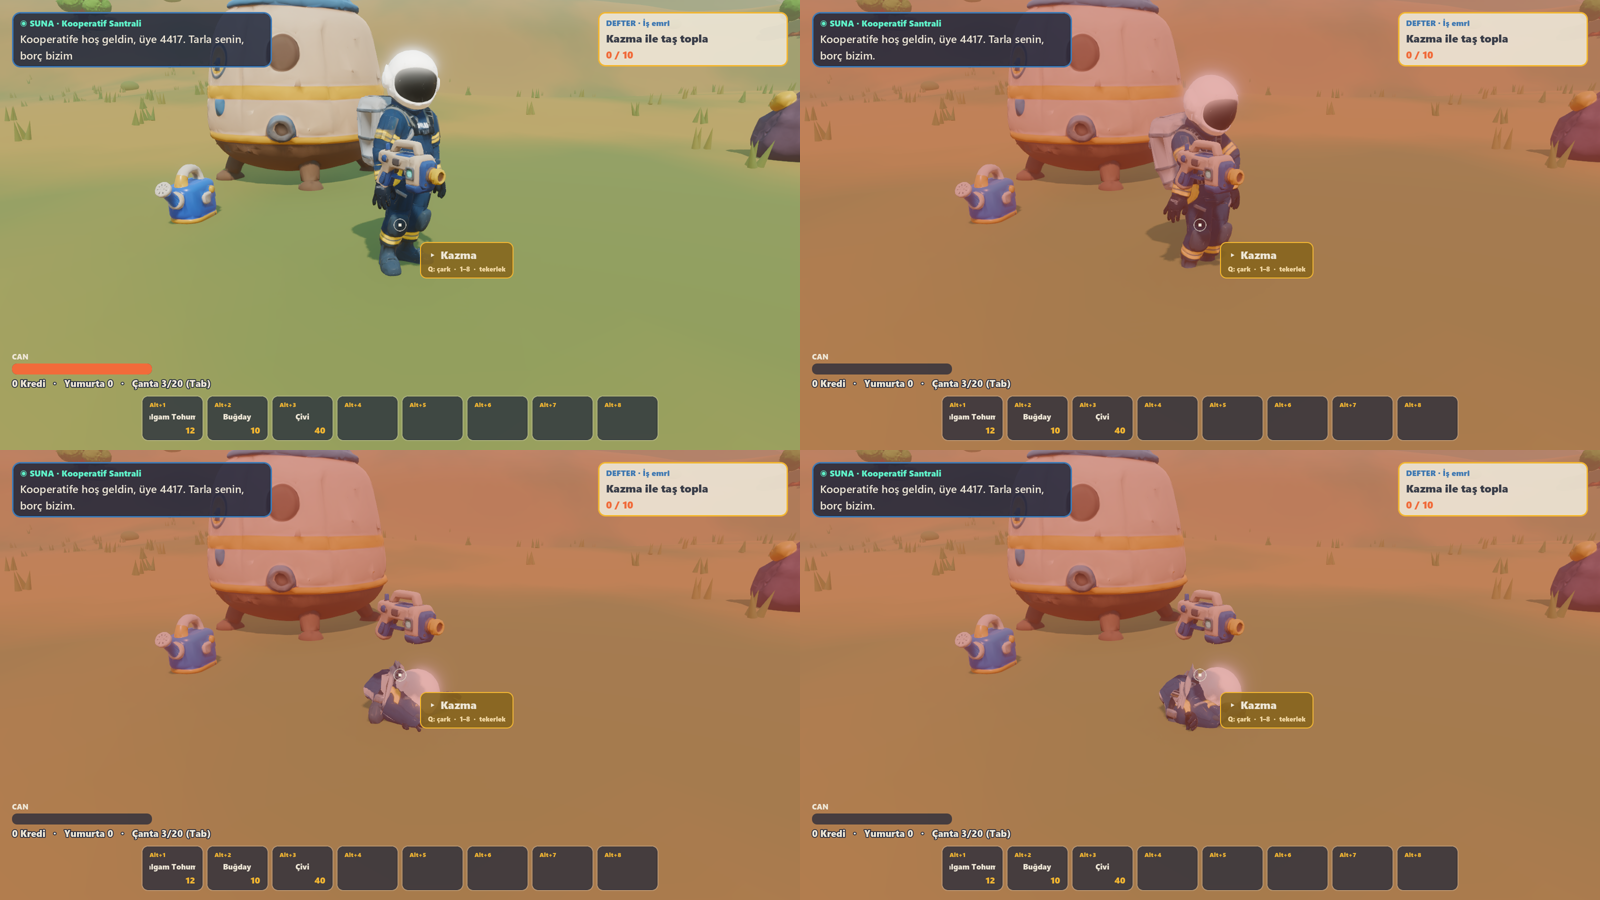 ◉ SUNA · Kooperatif Santrali
Kooperatife hoş geldin, üye 4417. Tarla senin,
borç bizim
DEFTER · İş emri
Kazma ile taş topla
0 / 10
▸ Kazma
Q: çark · 1–8 · tekerlek
CAN
0 Kredi · Yumurta 0 · Çanta 3/20 (Tab)
Alt+1 Alt+2 Alt+3 Alt+4 Alt+5 Alt+6 Alt+7 Alt+8
lgam Tohum Buğday Çivi
12 10 40
◉ SUNA · Kooperatif Santrali
Kooperatife hoş geldin, üye 4417. Tarla senin,
borç bizim.
DEFTER · İş emri
Kazma ile taş topla
0 / 10
▸ Kazma
Q: çark · 1–8 · tekerlek
CAN
0 Kredi · Yumurta 0 · Çanta 3/20 (Tab)
Alt+1 Alt+2 Alt+3 Alt+4 Alt+5 Alt+6 Alt+7 Alt+8
lgam Tohum Buğday Çivi
12 10 40
◉ SUNA · Kooperatif Santrali
Kooperatife hoş geldin, üye 4417. Tarla senin,
borç bizim.
DEFTER · İş emri
Kazma ile taş topla
0 / 10
▸ Kazma
Q: çark · 1–8 · tekerlek
CAN
0 Kredi · Yumurta 0 · Çanta 3/20 (Tab)
Alt+1 Alt+2 Alt+3 Alt+4 Alt+5 Alt+6 Alt+7 Alt+8
lgam Tohum Buğday Çivi
12 10 40
◉ SUNA · Kooperatif Santrali
Kooperatife hoş geldin, üye 4417. Tarla senin,
borç bizim.
DEFTER · İş emri
Kazma ile taş topla
0 / 10
▸ Kazma
Q: çark · 1–8 · tekerlek
CAN
0 Kredi · Yumurta 0 · Çanta 3/20 (Tab)
Alt+1 Alt+2 Alt+3 Alt+4 Alt+5 Alt+6 Alt+7 Alt+8
lgam Tohum Buğday Çivi
12 10 40